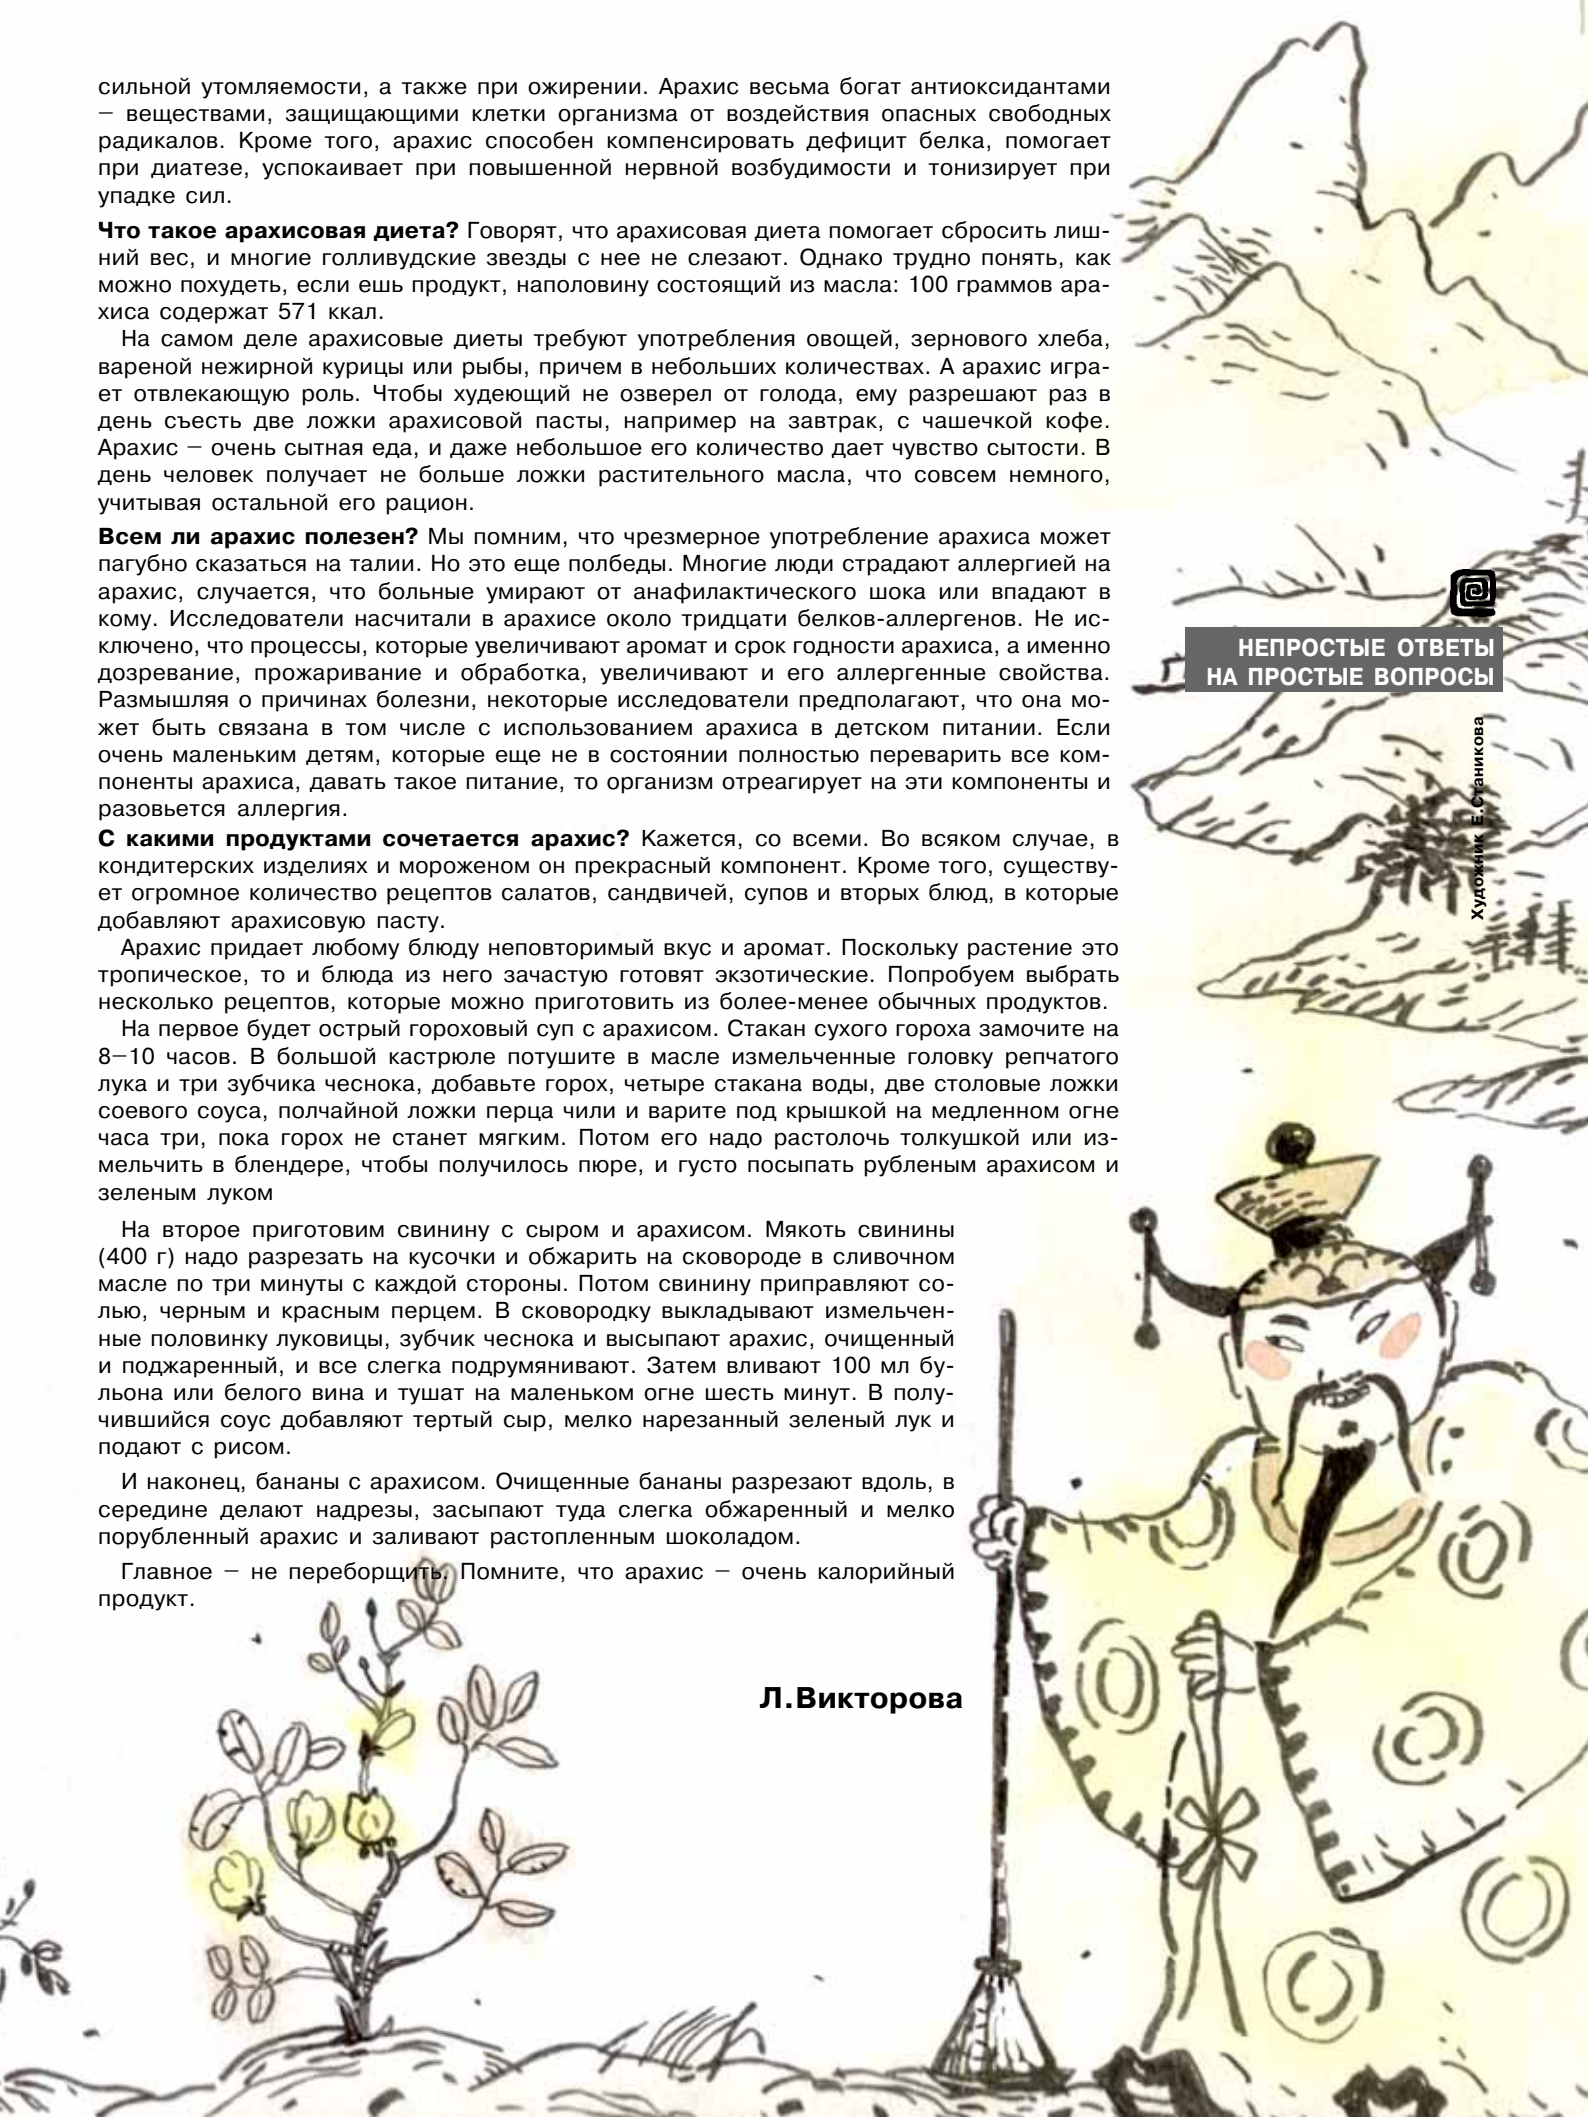 сильной утомляемости, а также при ожирении. Арахис весьма богат антиоксидантами
– веществами, защищающими клетки организма от воздействия опасных свободных
радикалов. Кроме того, арахис способен компенсировать дефицит белка, помогает
при диатезе, успокаивает при повышенной нервной возбудимости и тонизирует при
упадке сил.
Что такое арахисовая диета? Говорят, что арахисовая диета помогает сбросить лиш-
ний вес, и многие голливудские звезды с нее не слезают. Однако трудно понять, как
можно похудеть, если ешь продукт, наполовину состоящий из масла: 100 граммов ара-
хиса содержат 571 ккал.
На самом деле арахисовые диеты требуют употребления овощей, зернового хлеба,
вареной нежирной курицы или рыбы, причем в небольших количествах. А арахис игра-
ет отвлекающую роль. Чтобы худеющий не озверел от голода, ему разрешают раз в
день съесть две ложки арахисовой пасты, например на завтрак, с чашечкой кофе.
Арахис – очень сытная еда, и даже небольшое его количество дает чувство сытости. В
день человек получает не больше ложки растительного масла, что совсем немного,
учитывая остальной его рацион.
Всем ли арахис полезен? Мы помним, что чрезмерное употребление арахиса может
пагубно сказаться на талии. Но это еще полбеды. Многие люди страдают аллергией на
арахис, случается, что больные умирают от анафилактического шока или впадают в
кому. Исследователи насчитали в арахисе около тридцати белков-аллергенов. Не ис-
ключено, что процессы, которые увеличивают аромат и срок годности арахиса, а именно
дозревание, прожаривание и обработка, увеличивают и его аллергенные свойства.
Размышляя о причинах болезни, некоторые исследователи предполагают, что она мо-
жет быть связана в том числе с использованием арахиса в детском питании. Если
очень маленьким детям, которые еще не в состоянии полностью переварить все ком-
поненты арахиса, давать такое питание, то организм отреагирует на эти компоненты и
разовьется аллергия.
С какими продуктами сочетается арахис? Кажется, со всеми. Во всяком случае, в
кондитерских изделиях и мороженом он прекрасный компонент. Кроме того, существу-
ет огромное количество рецептов салатов, сандвичей, супов и вторых блюд, в которые
добавляют арахисовую пасту.
Арахис придает любому блюду неповторимый вкус и аромат. Поскольку растение это
тропическое, то и блюда из него зачастую готовят экзотические. Попробуем выбрать
несколько рецептов, которые можно приготовить из более-менее обычных продуктов.
На первое будет острый гороховый суп с арахисом. Стакан сухого гороха замочите на
8–10 часов. В большой кастрюле потушите в масле измельченные головку репчатого
лука и три зубчика чеснока, добавьте горох, четыре стакана воды, две столовые ложки
соевого соуса, полчайной ложки перца чили и варите под крышкой на медленном огне
часа три, пока горох не станет мягким. Потом его надо растолочь толкушкой или из-
мельчить в блендере, чтобы получилось пюре, и густо посыпать рубленым арахисом и
зеленым луком
На второе приготовим свинину с сыром и арахисом. Мякоть свинины
(400 г) надо разрезать на кусочки и обжарить на сковороде в сливочном
масле по три минуты с каждой стороны. Потом свинину приправляют со-
лью, черным и красным перцем. В сковородку выкладывают измельчен-
ные половинку луковицы, зубчик чеснока и высыпают арахис, очищенный
и поджаренный, и все слегка подрумянивают. Затем вливают 100 мл бу-
льона или белого вина и тушат на маленьком огне шесть минут. В полу-
чившийся соус добавляют тертый сыр, мелко нарезанный зеленый лук и
подают с рисом.
И наконец, бананы с арахисом. Очищенные бананы разрезают вдоль, в
середине делают надрезы, засыпают туда слегка обжаренный и мелко
порубленный арахис и заливают растопленным шоколадом.
Главное – не переборщить. Помните, что арахис – очень калорийный
продукт.
Л.Викторова
НЕПРОСТЫЕ ОТВЕТЫ
НА ПРОСТЫЕ ВОПРОСЫ
Художник Е.Станикова